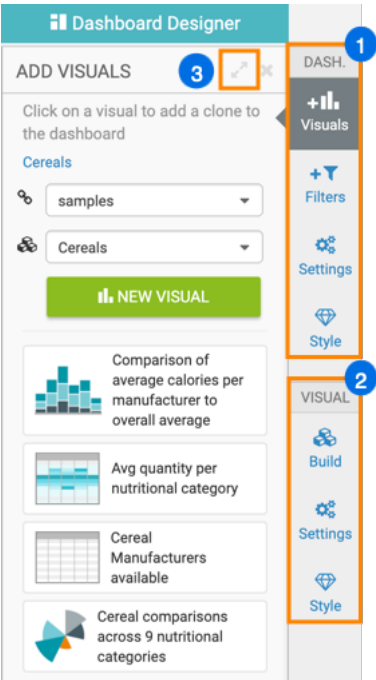 Dashboard Designer
1
ADD VISUALS
3
DASH.
Click on a visual to add a clone to
the dashboard
Cereals
samples
Cereals
NEW VISUAL
Comparison of
average calories per
manufacturer to
overall average
Avg quantity per
nutritional category
Cereal
Manufacturers
available
Cereal comparisons
across 9 nutritional
categories
Visuals
Filters
Settings
Style
2
VISUAL
Build
Settings
Style